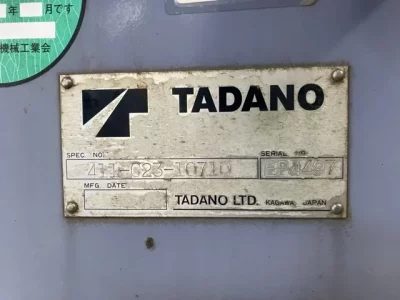 年 月です
機械工業会
TADANO
SPEC. NO. SERIAL NO.
MFG. DATE
TADANO LTD. KAGAWA JAPAN